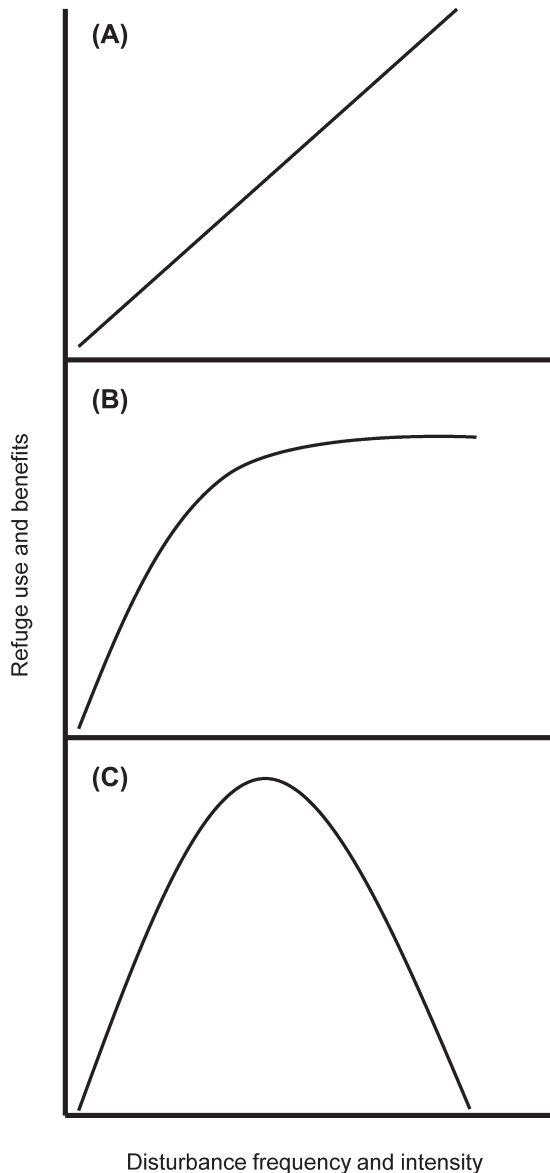 (A)
(B)
(C)
Refuge use and benefits
Disturbance frequency and intensity